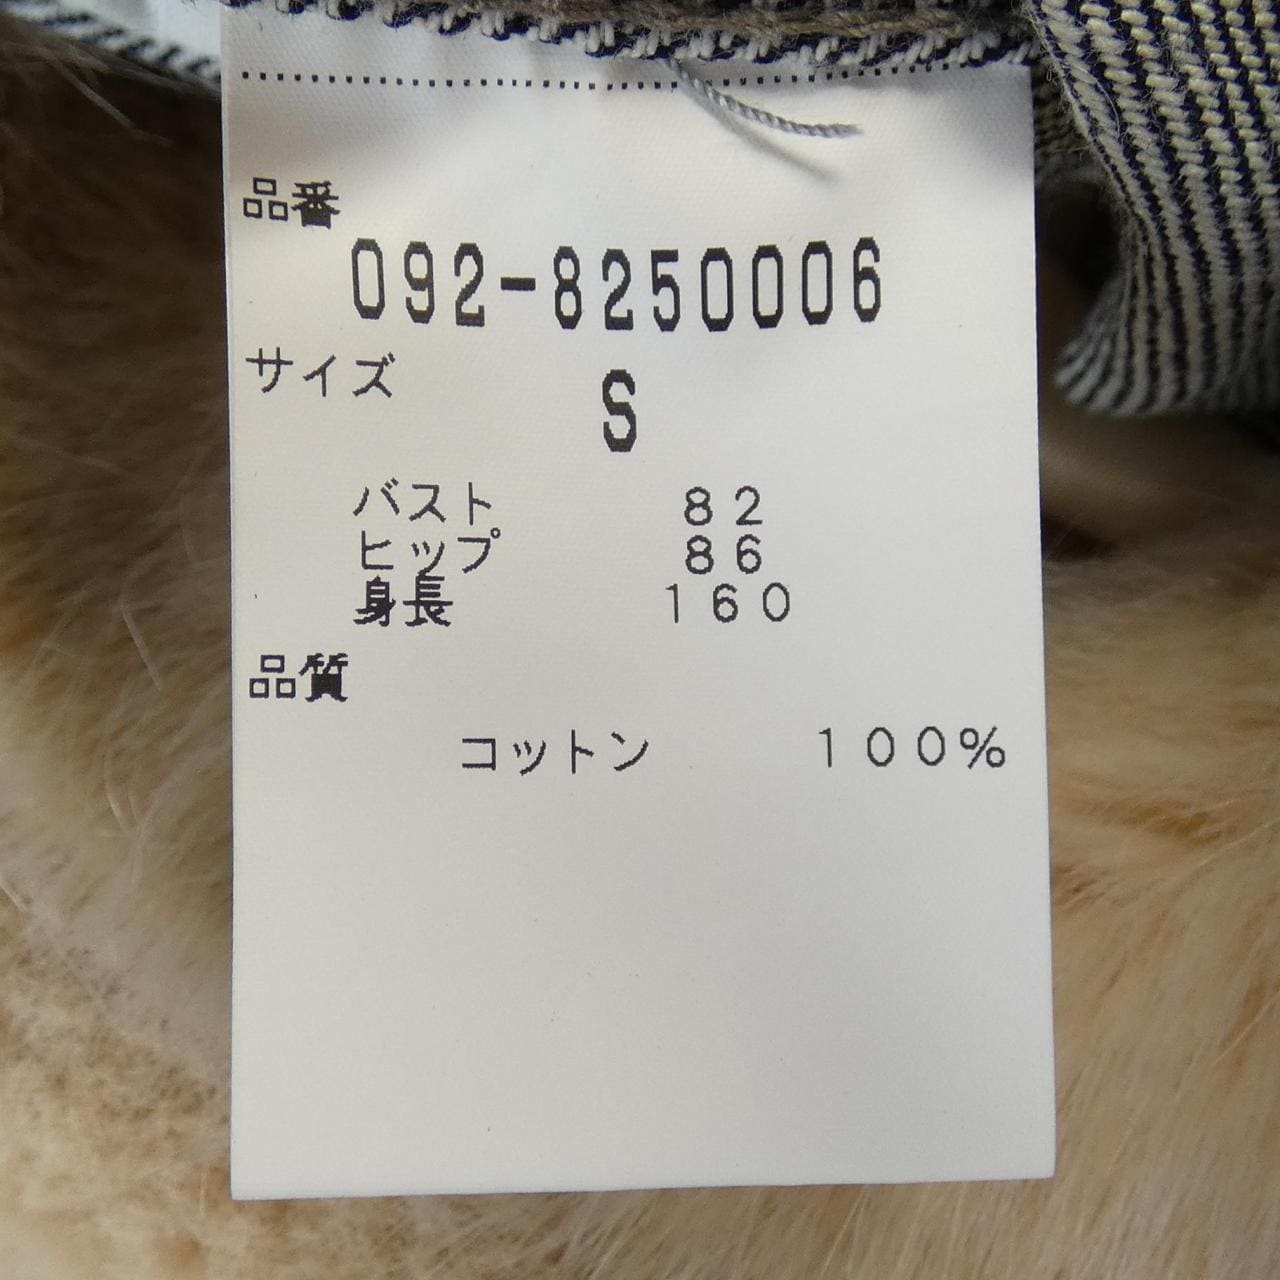 品番
092-8250006
サイズ
S
バスト 82
ヒップ 86
身長 160
品質
コットン 100%